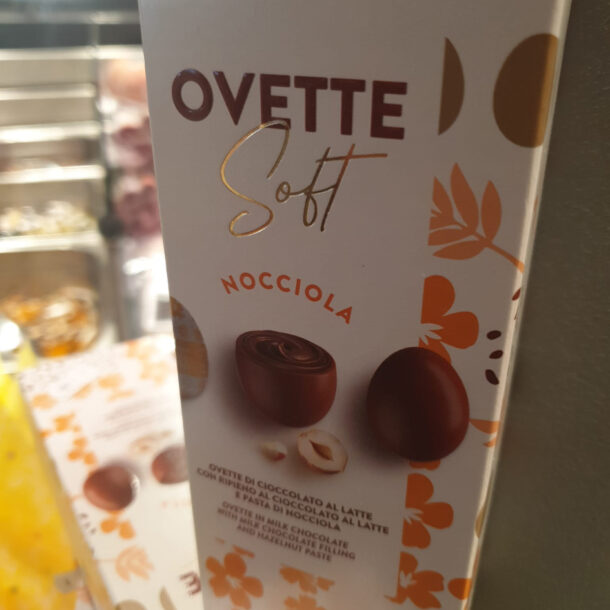 OVETTE
Soft
NOCCIOLA
OVETTE DI CIOCCOLATO AL LATTE
CON RIPIENO AL CIOCCOLATO AL LATTE
E PASTA DI NOCCIOLA
OVETTE IN MILK CHOCOLATE
WITH MILK CHOCOLATE FILLING
AND HAZELNUT PASTE